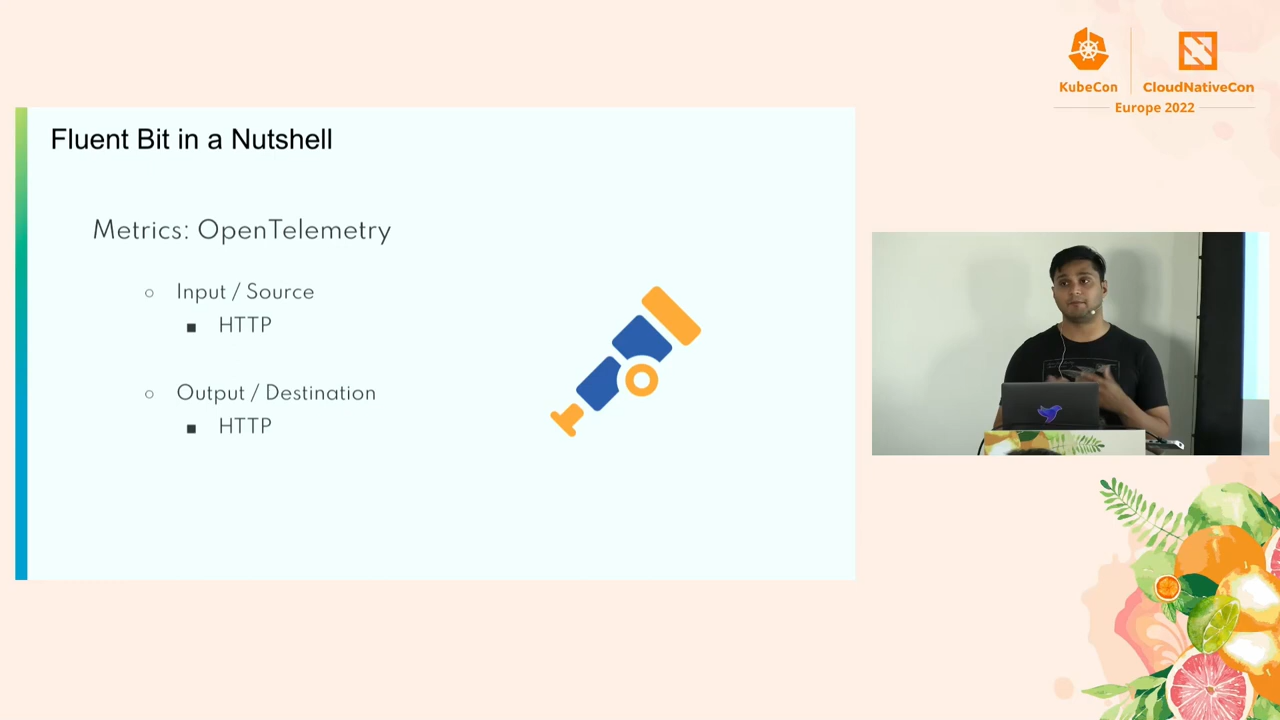 KubeCon
CloudNativeCon
Europe 2022
Fluent Bit in a Nutshell
Metrics: OpenTelemetry
○ Input / Source
■ HTTP
○ Output / Destination
■ HTTP